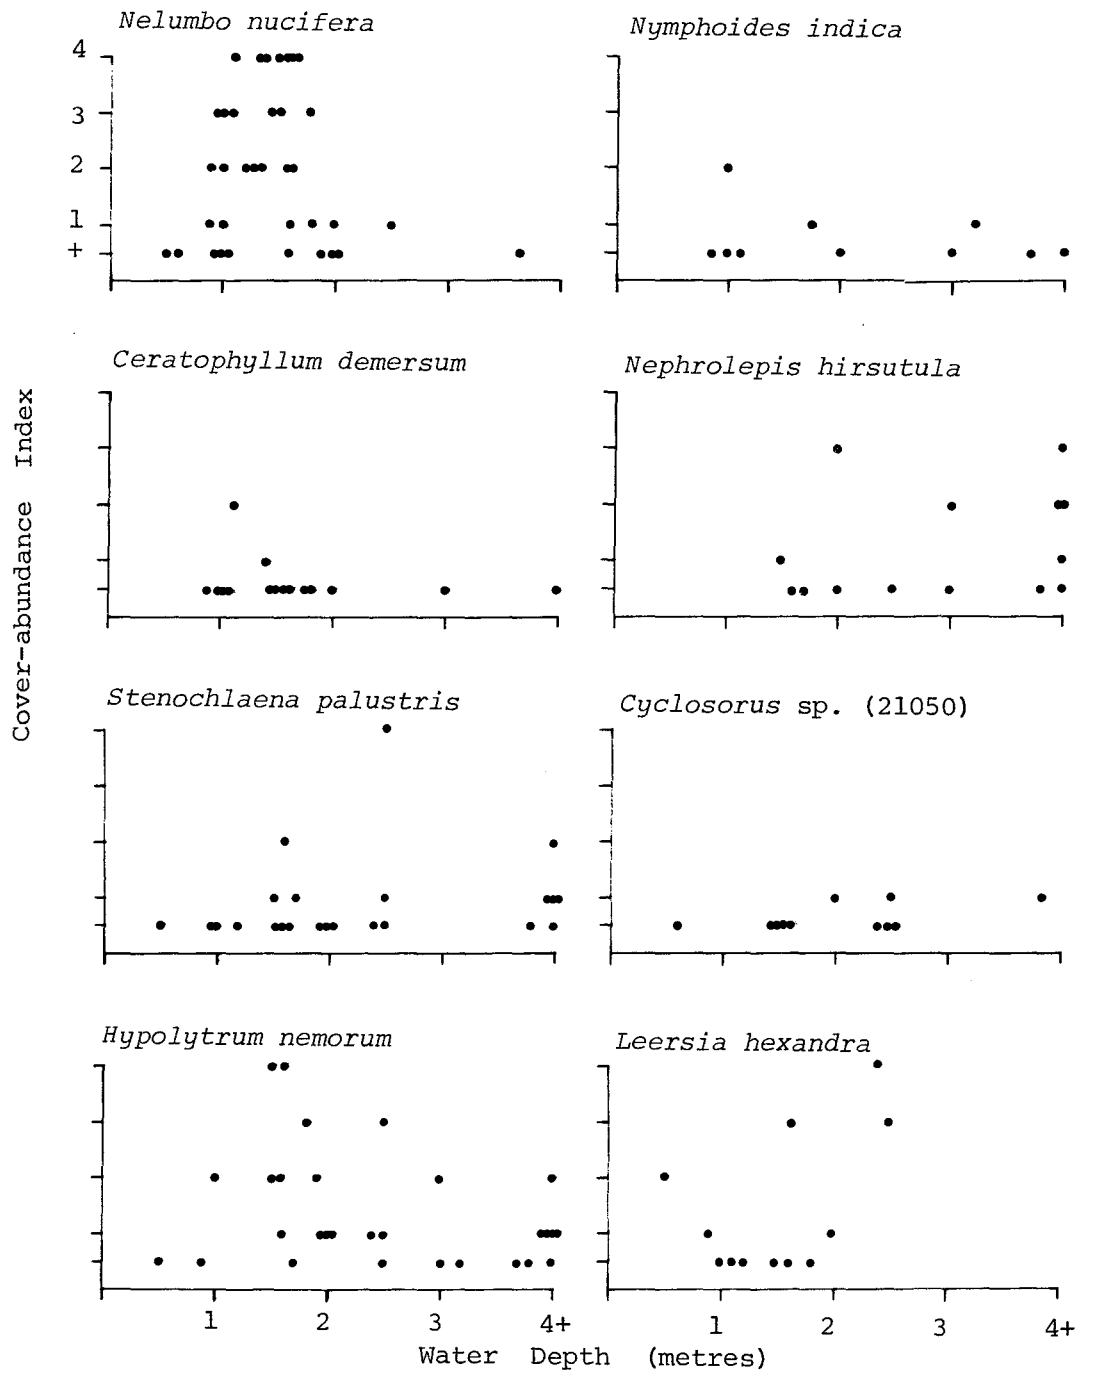 Nelumbo nucifera
Nymphoides indica
4
3
2
1
+
Ceratophyllum demersum
Nephrolepis hirsutula
Cover-abundance Index
Stenochlaena palustris
Cyclosorus sp. (21050)
Hypolytrum nemorum
Leersia hexandra
1 2 3 4+
1 2 3 4+
Water Depth (metres)